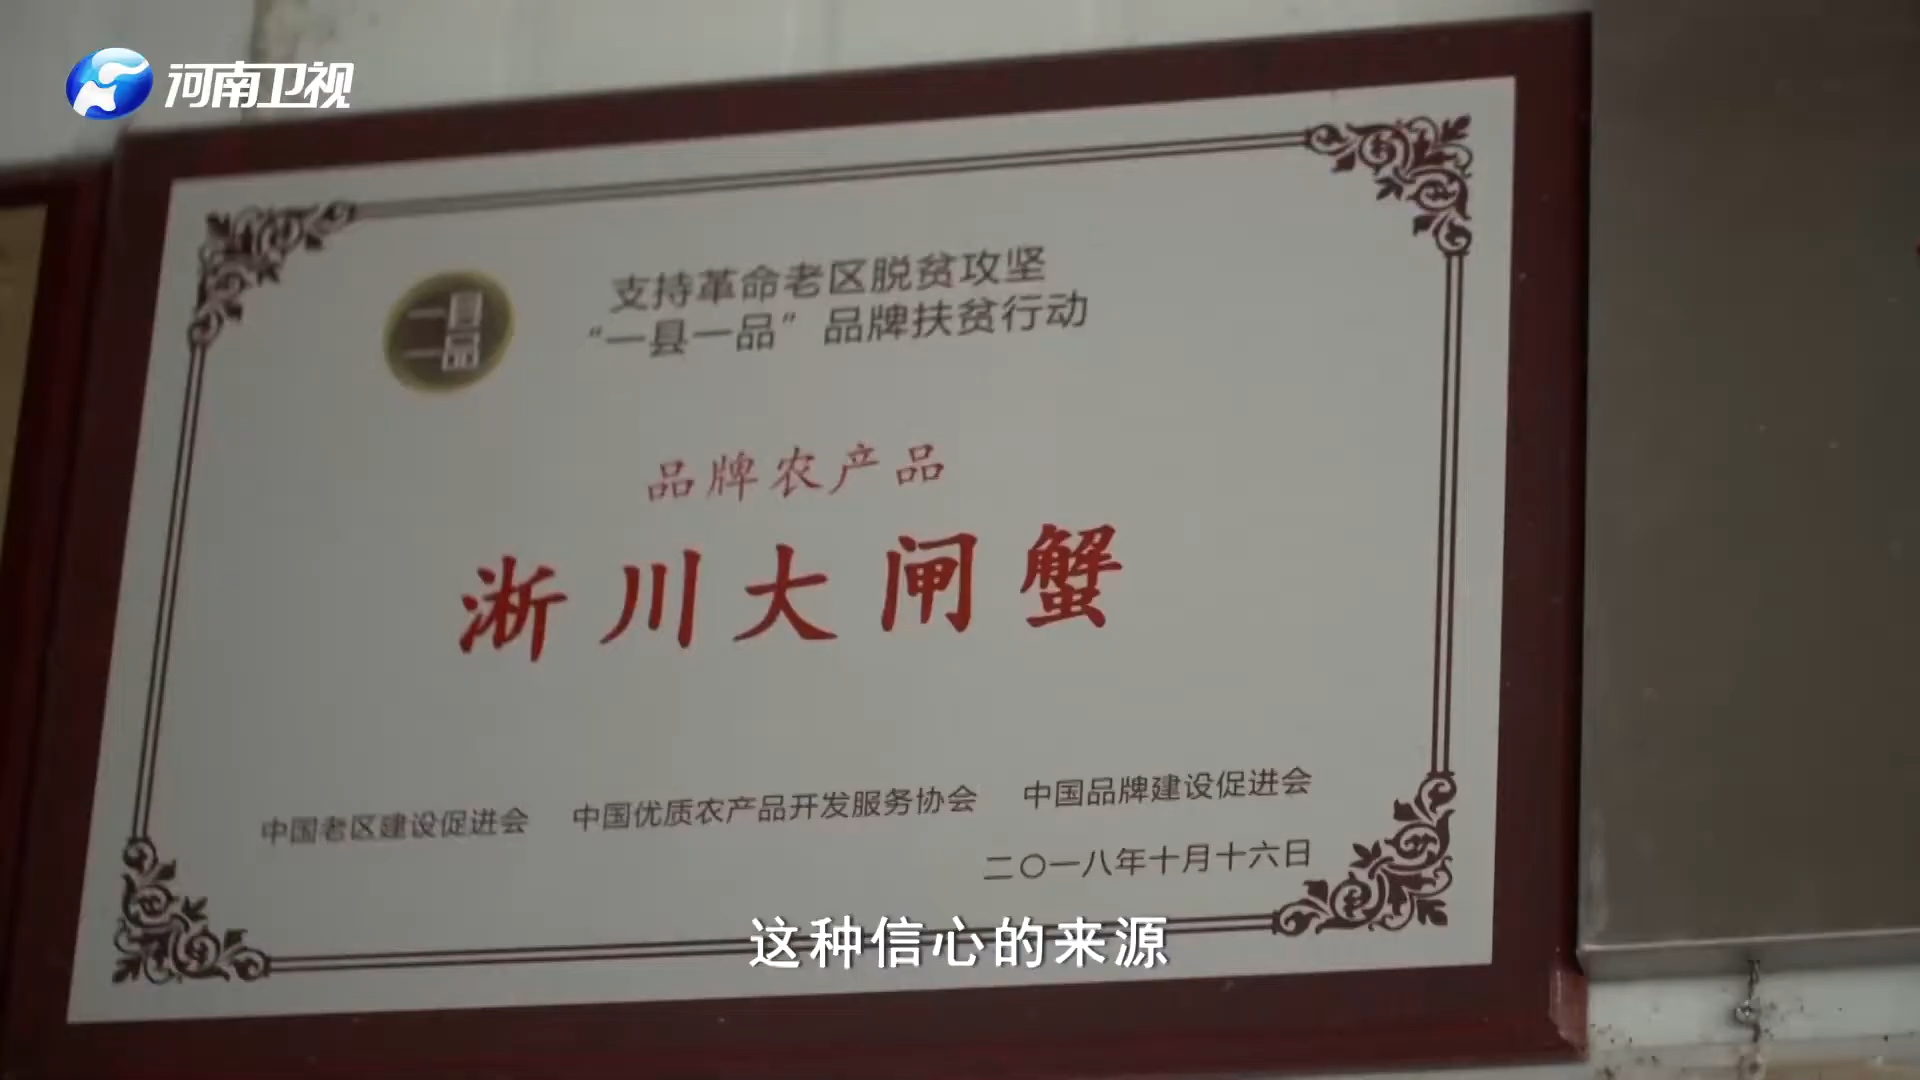 河南卫视
一县
一品
支持革命老区脱贫攻坚
“一县一品”品牌扶贫行动
品牌农产品
淅川大闸蟹
中国老区建设促进会 中国优质农产品开发服务协会 中国品牌建设促进会
二〇一八年十月十六日
这种信心的来源